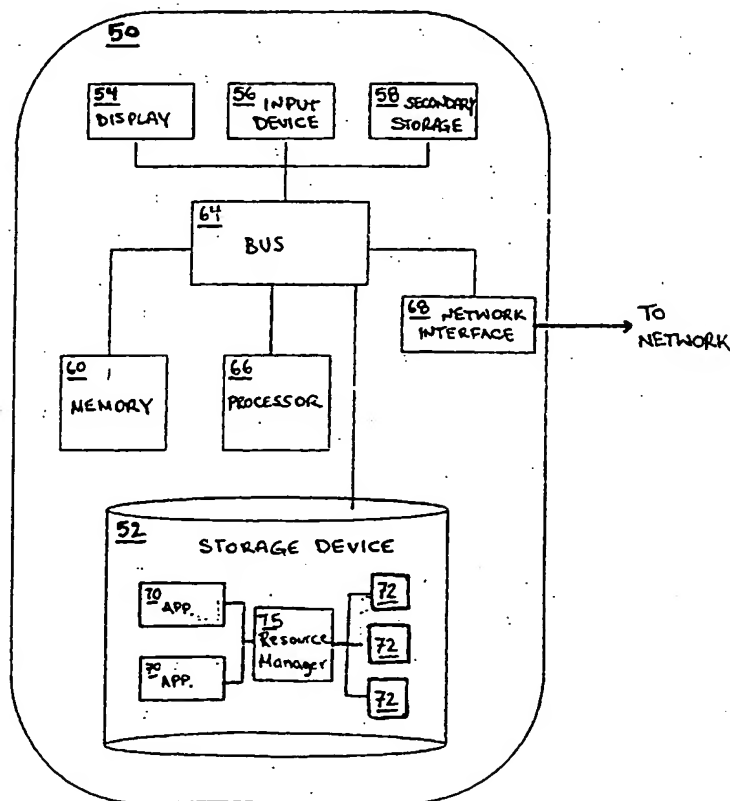 50
54
DISPLAY
56 INPUT
DEVICE
58 SECONDARY
STORAGE
64
BUS
68 NETWORK
INTERFACE
TO
NETWORK
60
MEMORY
66
PROCESSOR
52
STORAGE DEVICE
70 APP.
70 APP.
75
Resource
Manager
72
72
72